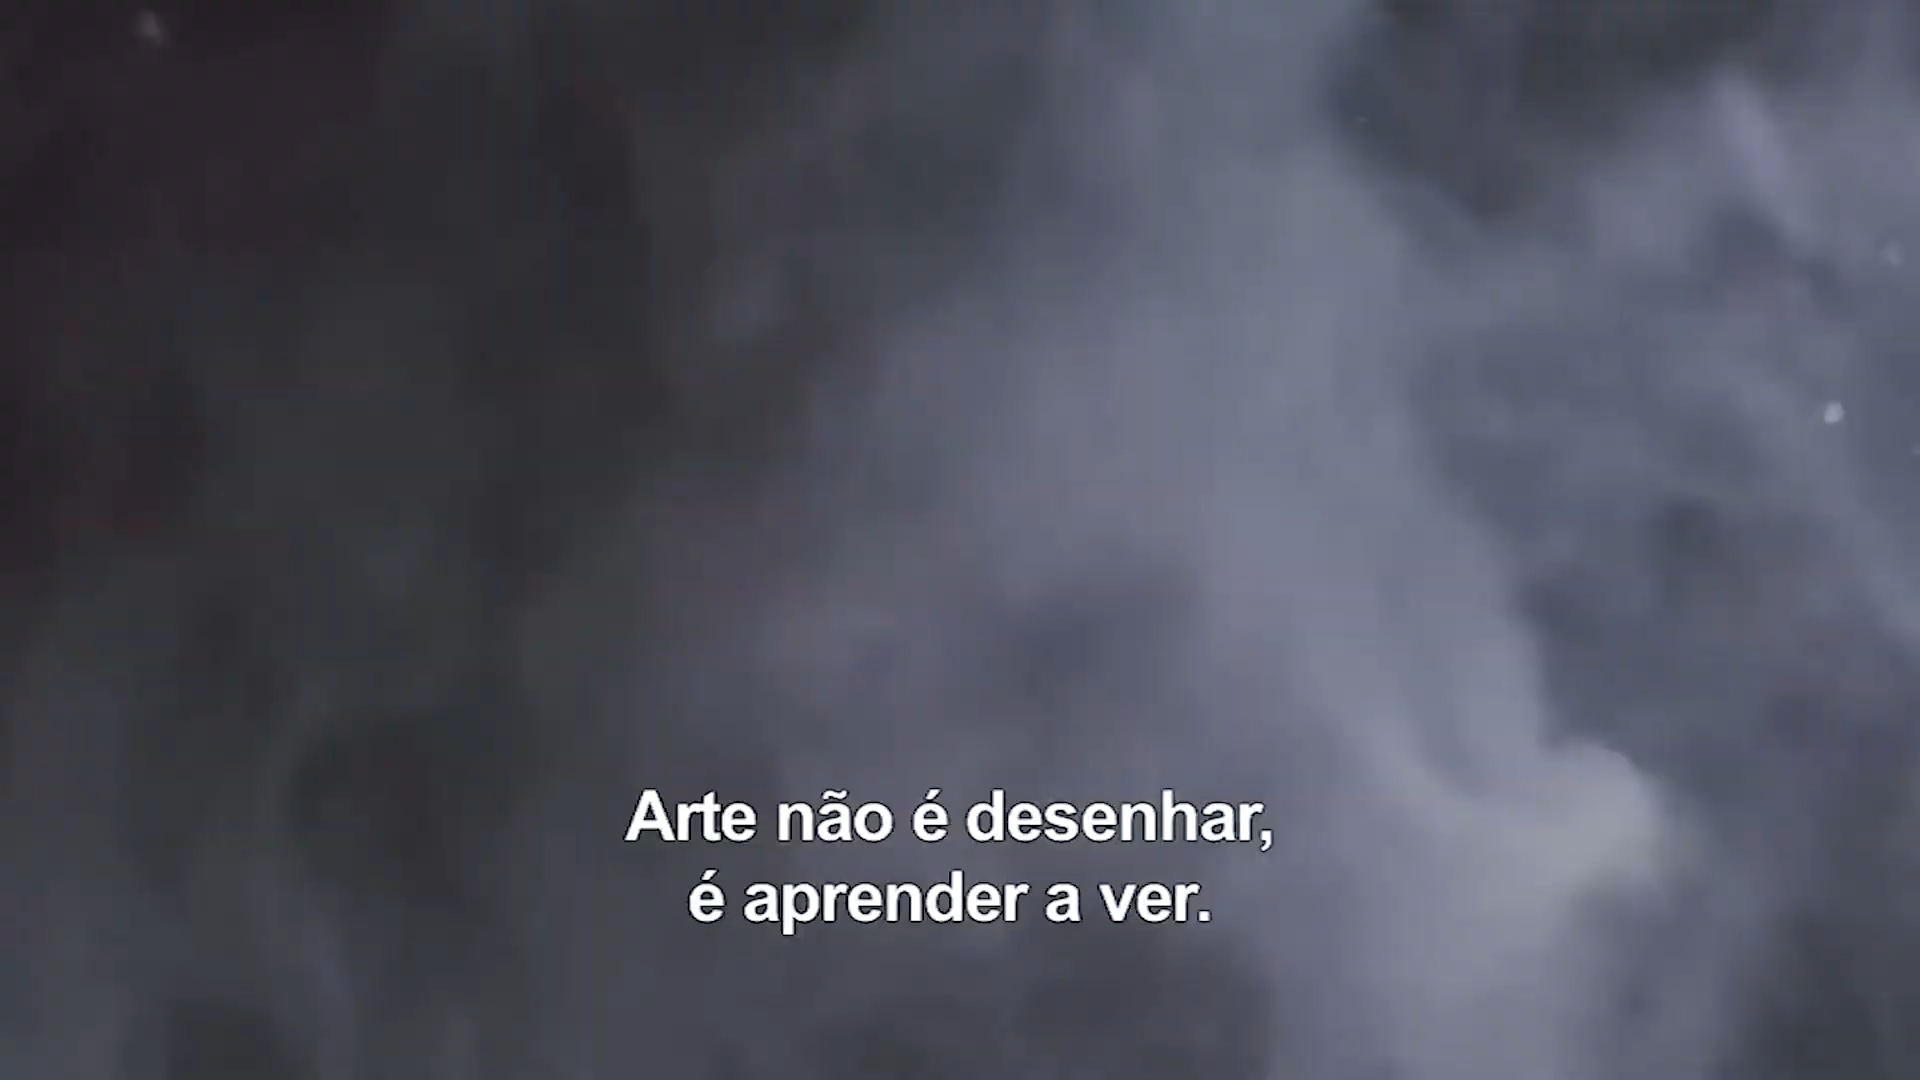 Arte não é desenhar,
é aprender a ver.